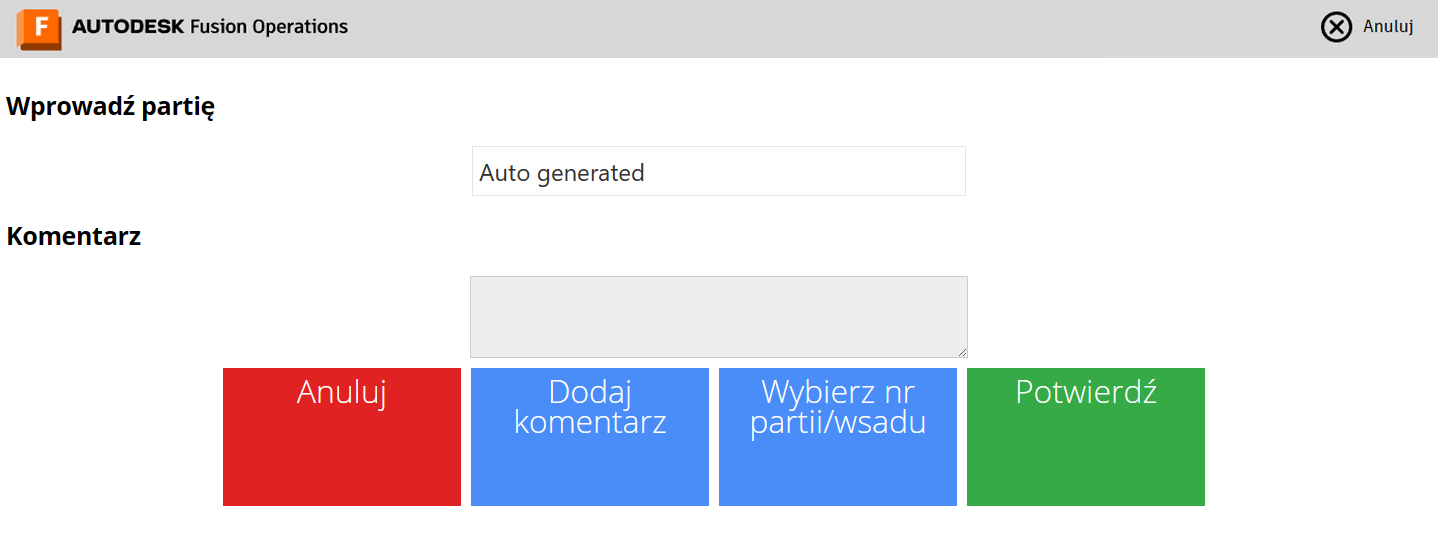 F AUTODESK Fusion Operations
Anuluj
Wprowadź partię
Auto generated
Komentarz
Anuluj
Dodaj
komentarz
Wybierz nr
partii/wsadu
Potwierdź